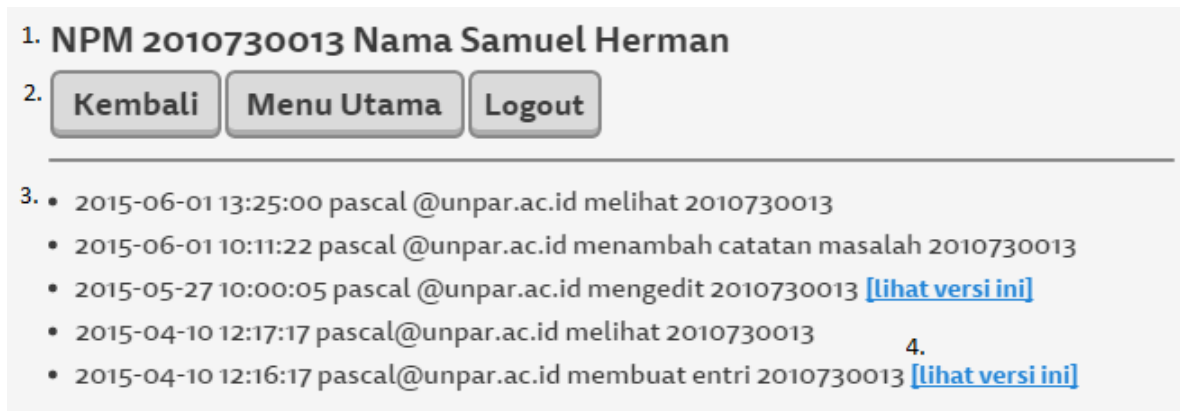 1. NPM 2010730013 Nama Samuel Herman
2. Kembali Menu Utama Logout
3. • 2015-06-01 13:25:00 pascal @unpar.ac.id melihat 2010730013
• 2015-06-01 10:11:22 pascal @unpar.ac.id menambah catatan masalah 2010730013
• 2015-05-27 10:00:05 pascal @unpar.ac.id mengedit 2010730013 [lihat versi ini]
• 2015-04-10 12:17:17 pascal@unpar.ac.id melihat 2010730013
4.
• 2015-04-10 12:16:17 pascal@unpar.ac.id membuat entri 2010730013 [lihat versi ini]